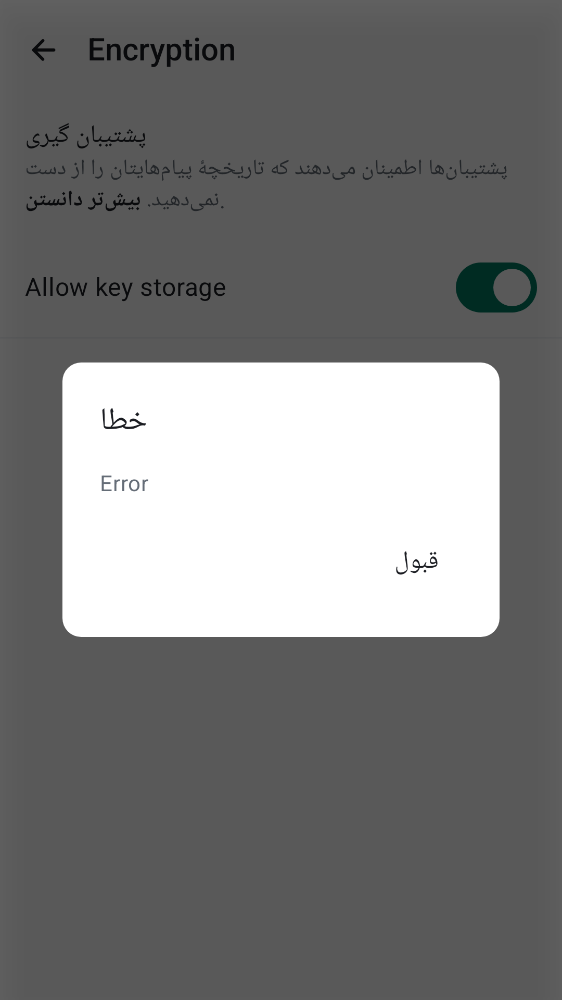 Encryption
پشتیبان گیری
پشتیبان‌ها اطمینان می‌دهند که تاریخچهٔ پیام‌هایتان را از دست
نمی‌دهید. بیش‌تر دانستن.
Allow key storage
خطا
Error
قبول